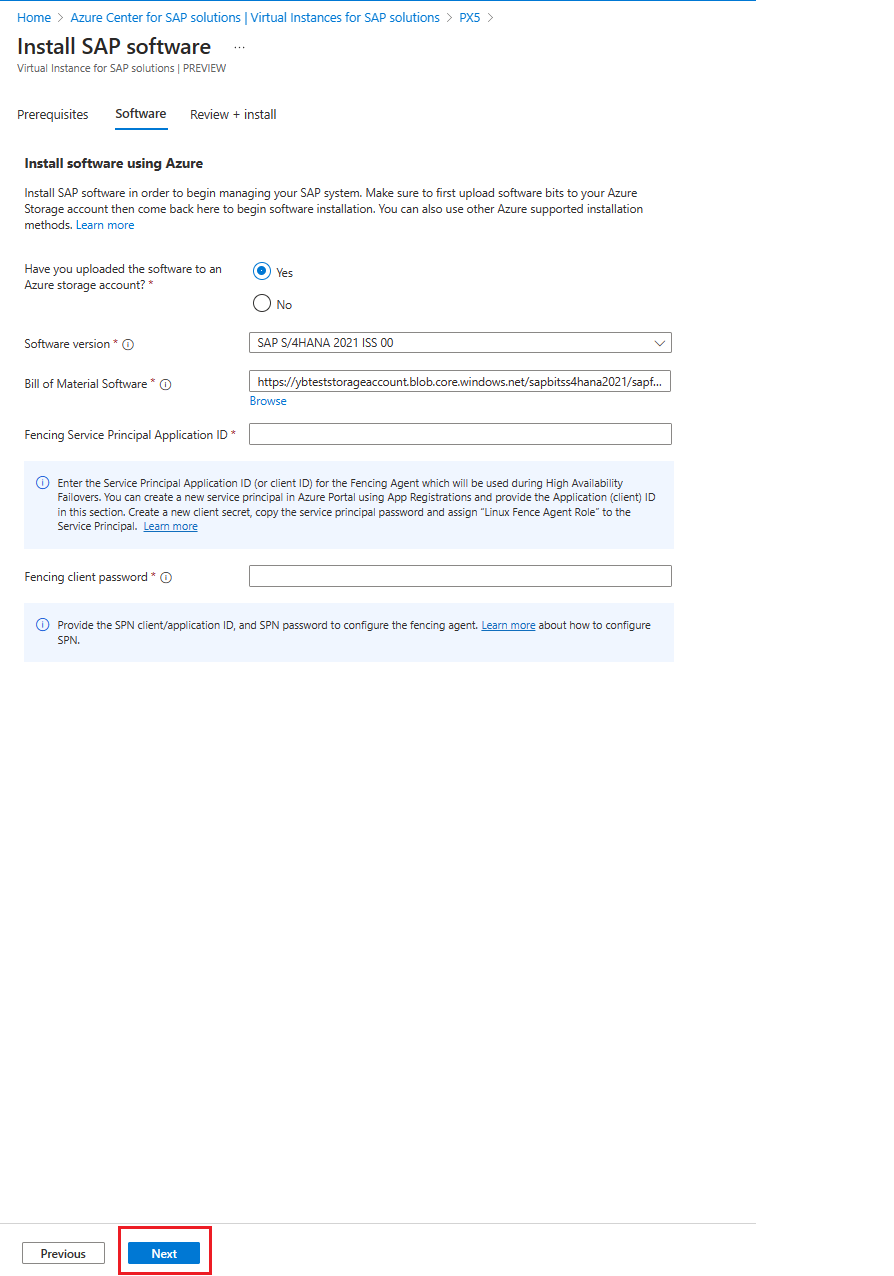 Home > Azure Center for SAP solutions | Virtual Instances for SAP solutions > PX5 >
Install SAP software ...
Virtual Instance for SAP solutions | PREVIEW
Prerequisites Software Review + install
Install software using Azure
Install SAP software in order to begin managing your SAP system. Make sure to first upload software bits to your Azure
Storage account then come back here to begin software installation. You can also use other Azure supported installation
methods. Learn more
Have you uploaded the software to an
Azure storage account? *
Yes
No
Software version * SAP S/4HANA 2021 ISS 00
Bill of Material Software * https://ybteststorageaccount.blob.core.windows.net/sapbitss4hana2021/sapf...
Browse
Fencing Service Principal Application ID *
Enter the Service Principal Application ID (or client ID) for the Fencing Agent which will be used during High Availability
Failovers. You can create a new service principal in Azure Portal using App Registrations and provide the Application (client) ID
in this section. Create a new client secret, copy the service principal password and assign “Linux Fence Agent Role” to the
Service Principal. Learn more
Fencing client password *
Provide the SPN client/application ID, and SPN password to configure the fencing agent. Learn more about how to configure
SPN.
Previous Next